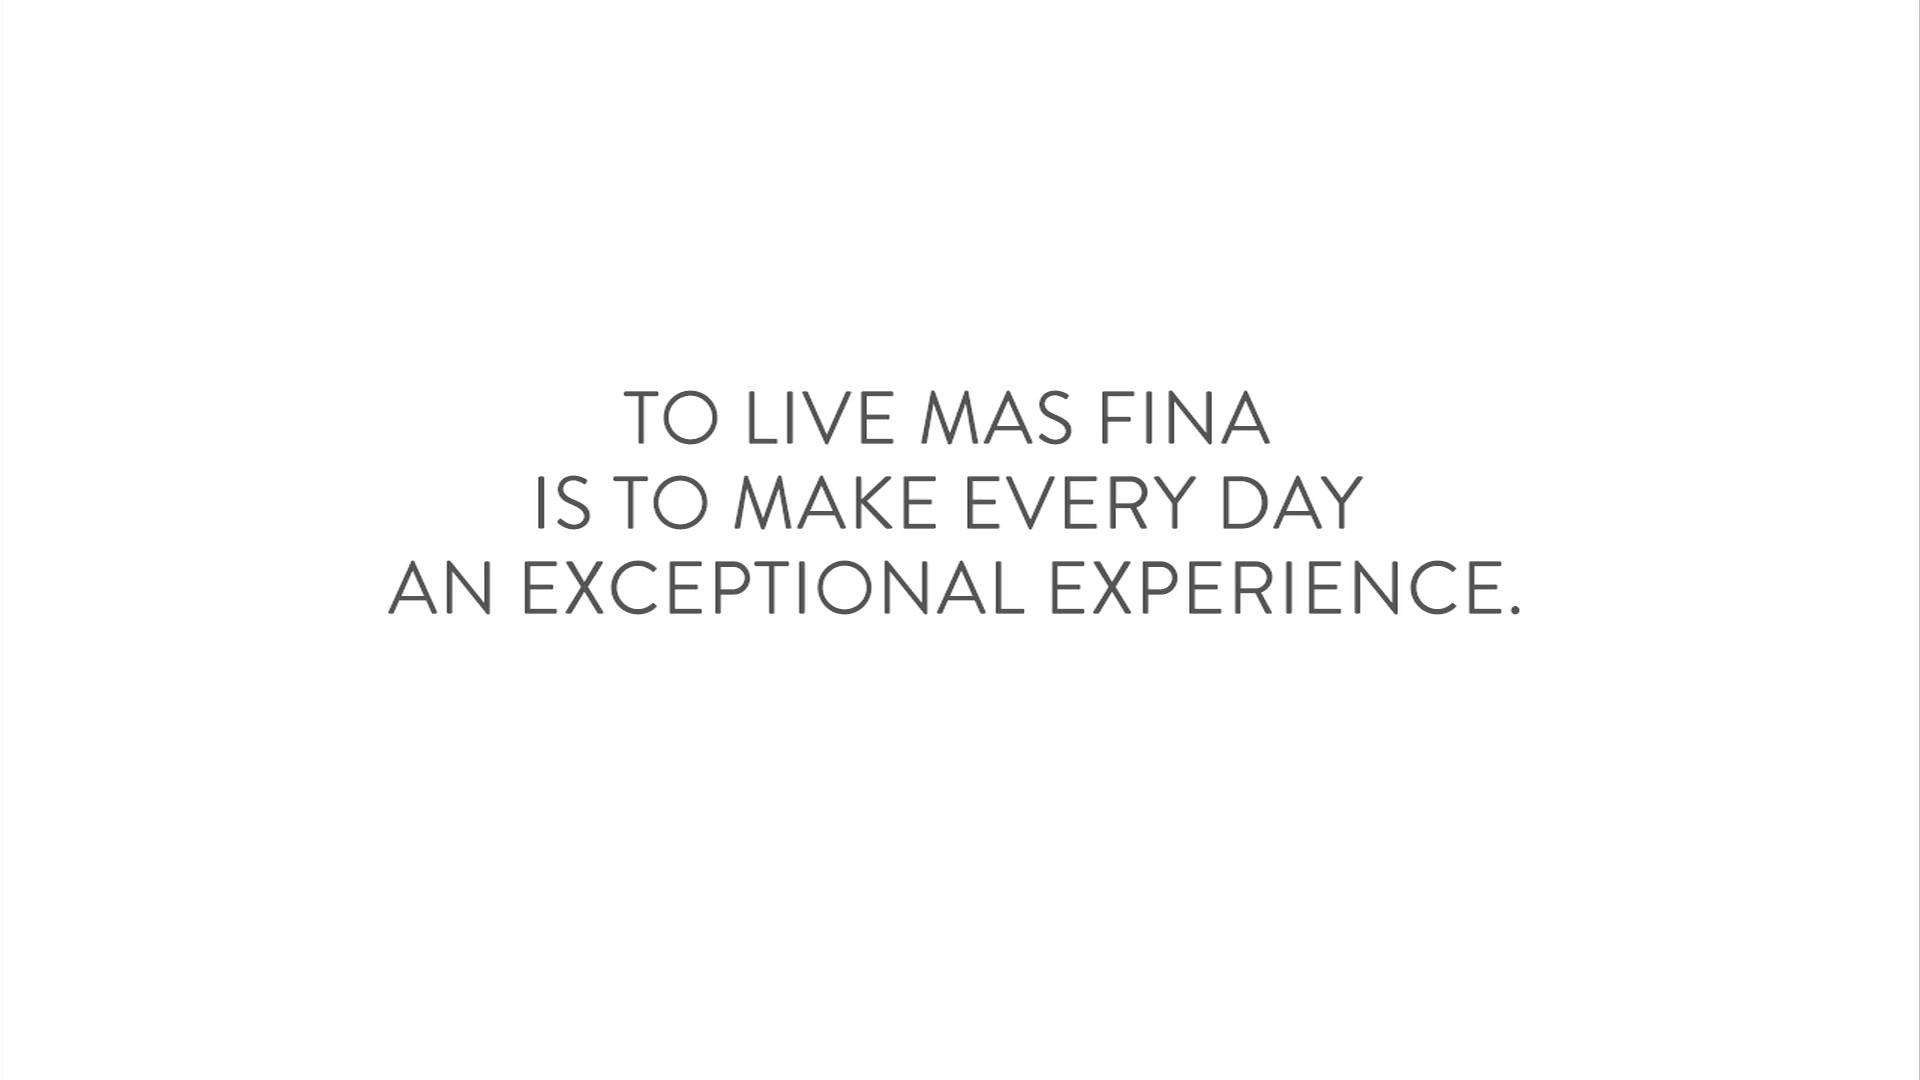 TO LIVE MAS FINA
IS TO MAKE EVERY DAY
AN EXCEPTIONAL EXPERIENCE.